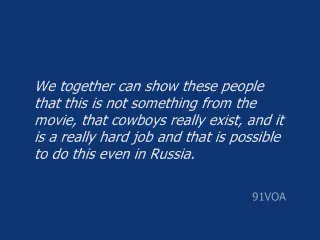 We together can show these people
that this is not something from the
movie, that cowboys really exist, and it
is a really hard job and that is possible
to do this even in Russia.
91VOA